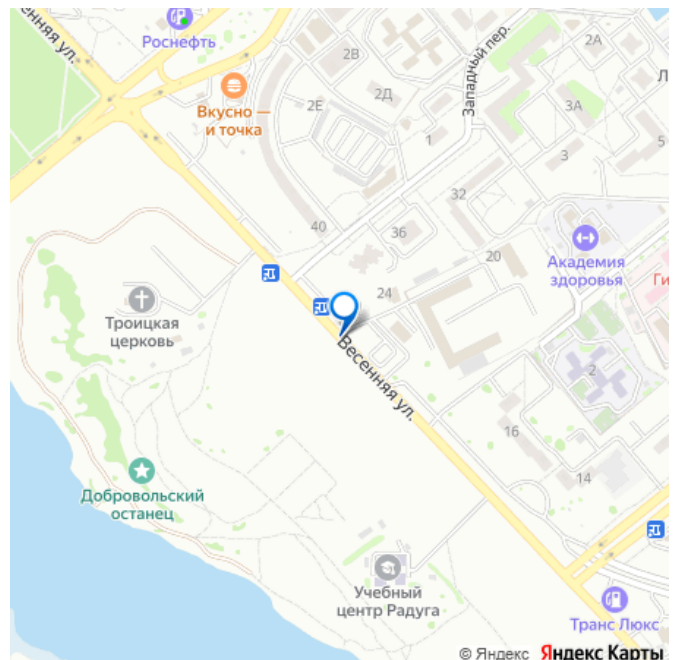 Роснефть
енняя ул.
Вкусно —
и точка
2В
2Е
2Д
Западный пер.
2А
Л
3А
1
3
5
32
40
36
20
Академия
здоровья
Ги
24
Троицкая
церковь
Весенняя ул.
2
16
14
Добровольский
останец
Учебный
центр Радуга
Транс Люкс
© Яндекс Яндекс Карты